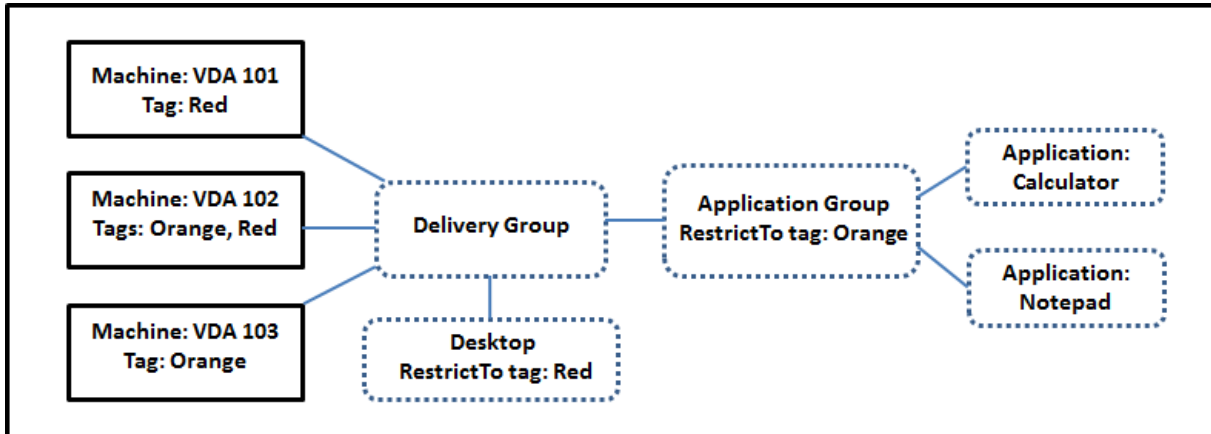 Machine: VDA 101
Tag: Red
Machine: VDA 102
Tags: Orange, Red
Machine: VDA 103
Tag: Orange
Delivery Group
Desktop
RestrictTo tag: Red
Application Group
RestrictTo tag: Orange
Application:
Calculator
Application:
Notepad